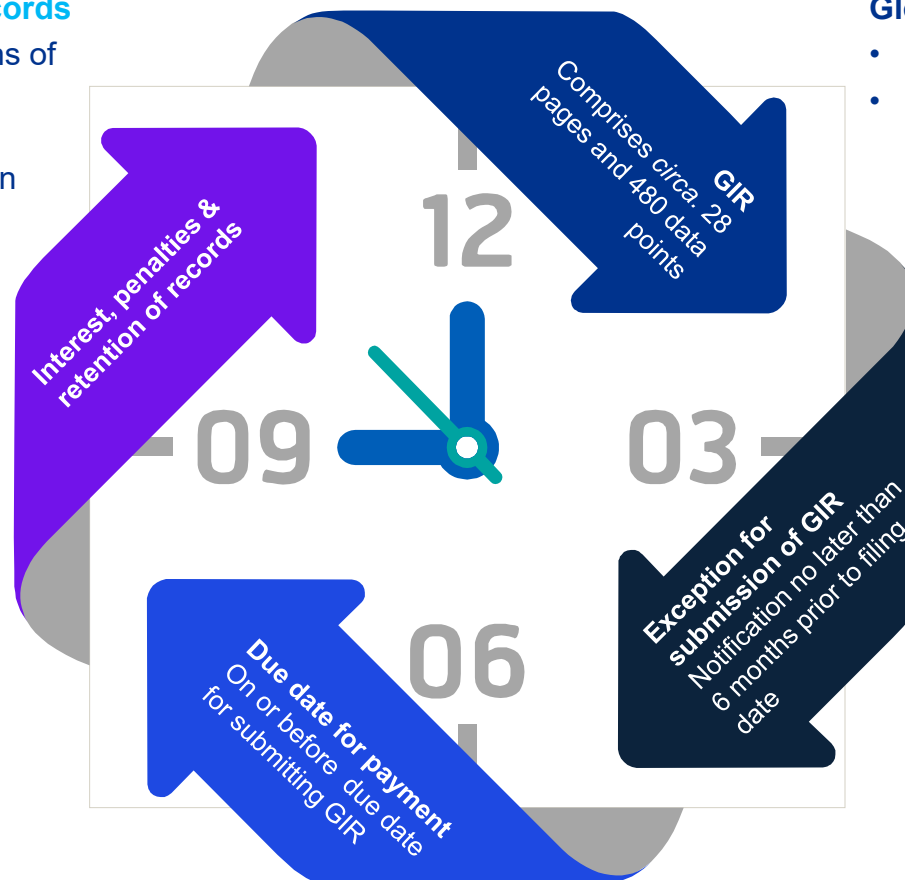 cords
ns of
n
Glo
•
•
GIR
Comprises circa. 28
pages and 480 data
points
Interest, penalties &
retention of records
12
09
03
06
Exception for
submission of GIR
Notification no later than
6 months prior to filing
date
Due date for payment
On or before due date
for submitting GIR